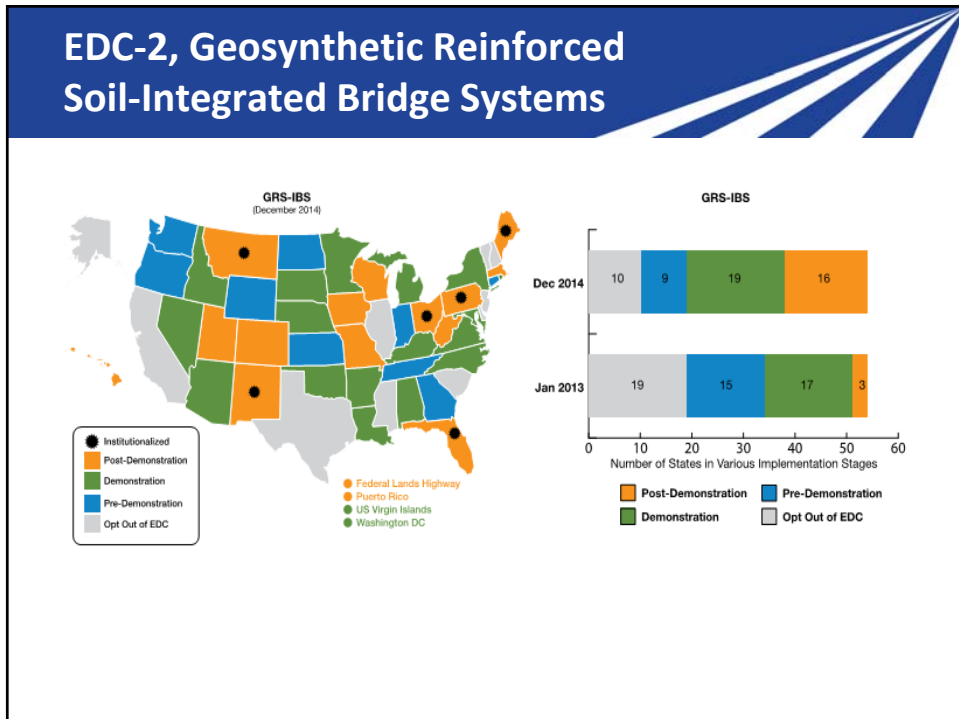 EDC-2, Geosynthetic Reinforced
Soil-Integrated Bridge Systems
GRS-IBS
(December 2014)
Institutionalized
Post-Demonstration
Demonstration
Pre-Demonstration
Opt Out of EDC
Federal Lands Highway
Puerto Rico
US Virgin Islands
Washington DC
GRS-IBS
Dec 2014
10 9 19 16
Jan 2013
19 15 17 3
0 10 20 30 40 50 60
Number of States in Various Implementation Stages
Post-Demonstration Pre-Demonstration
Demonstration Opt Out of EDC